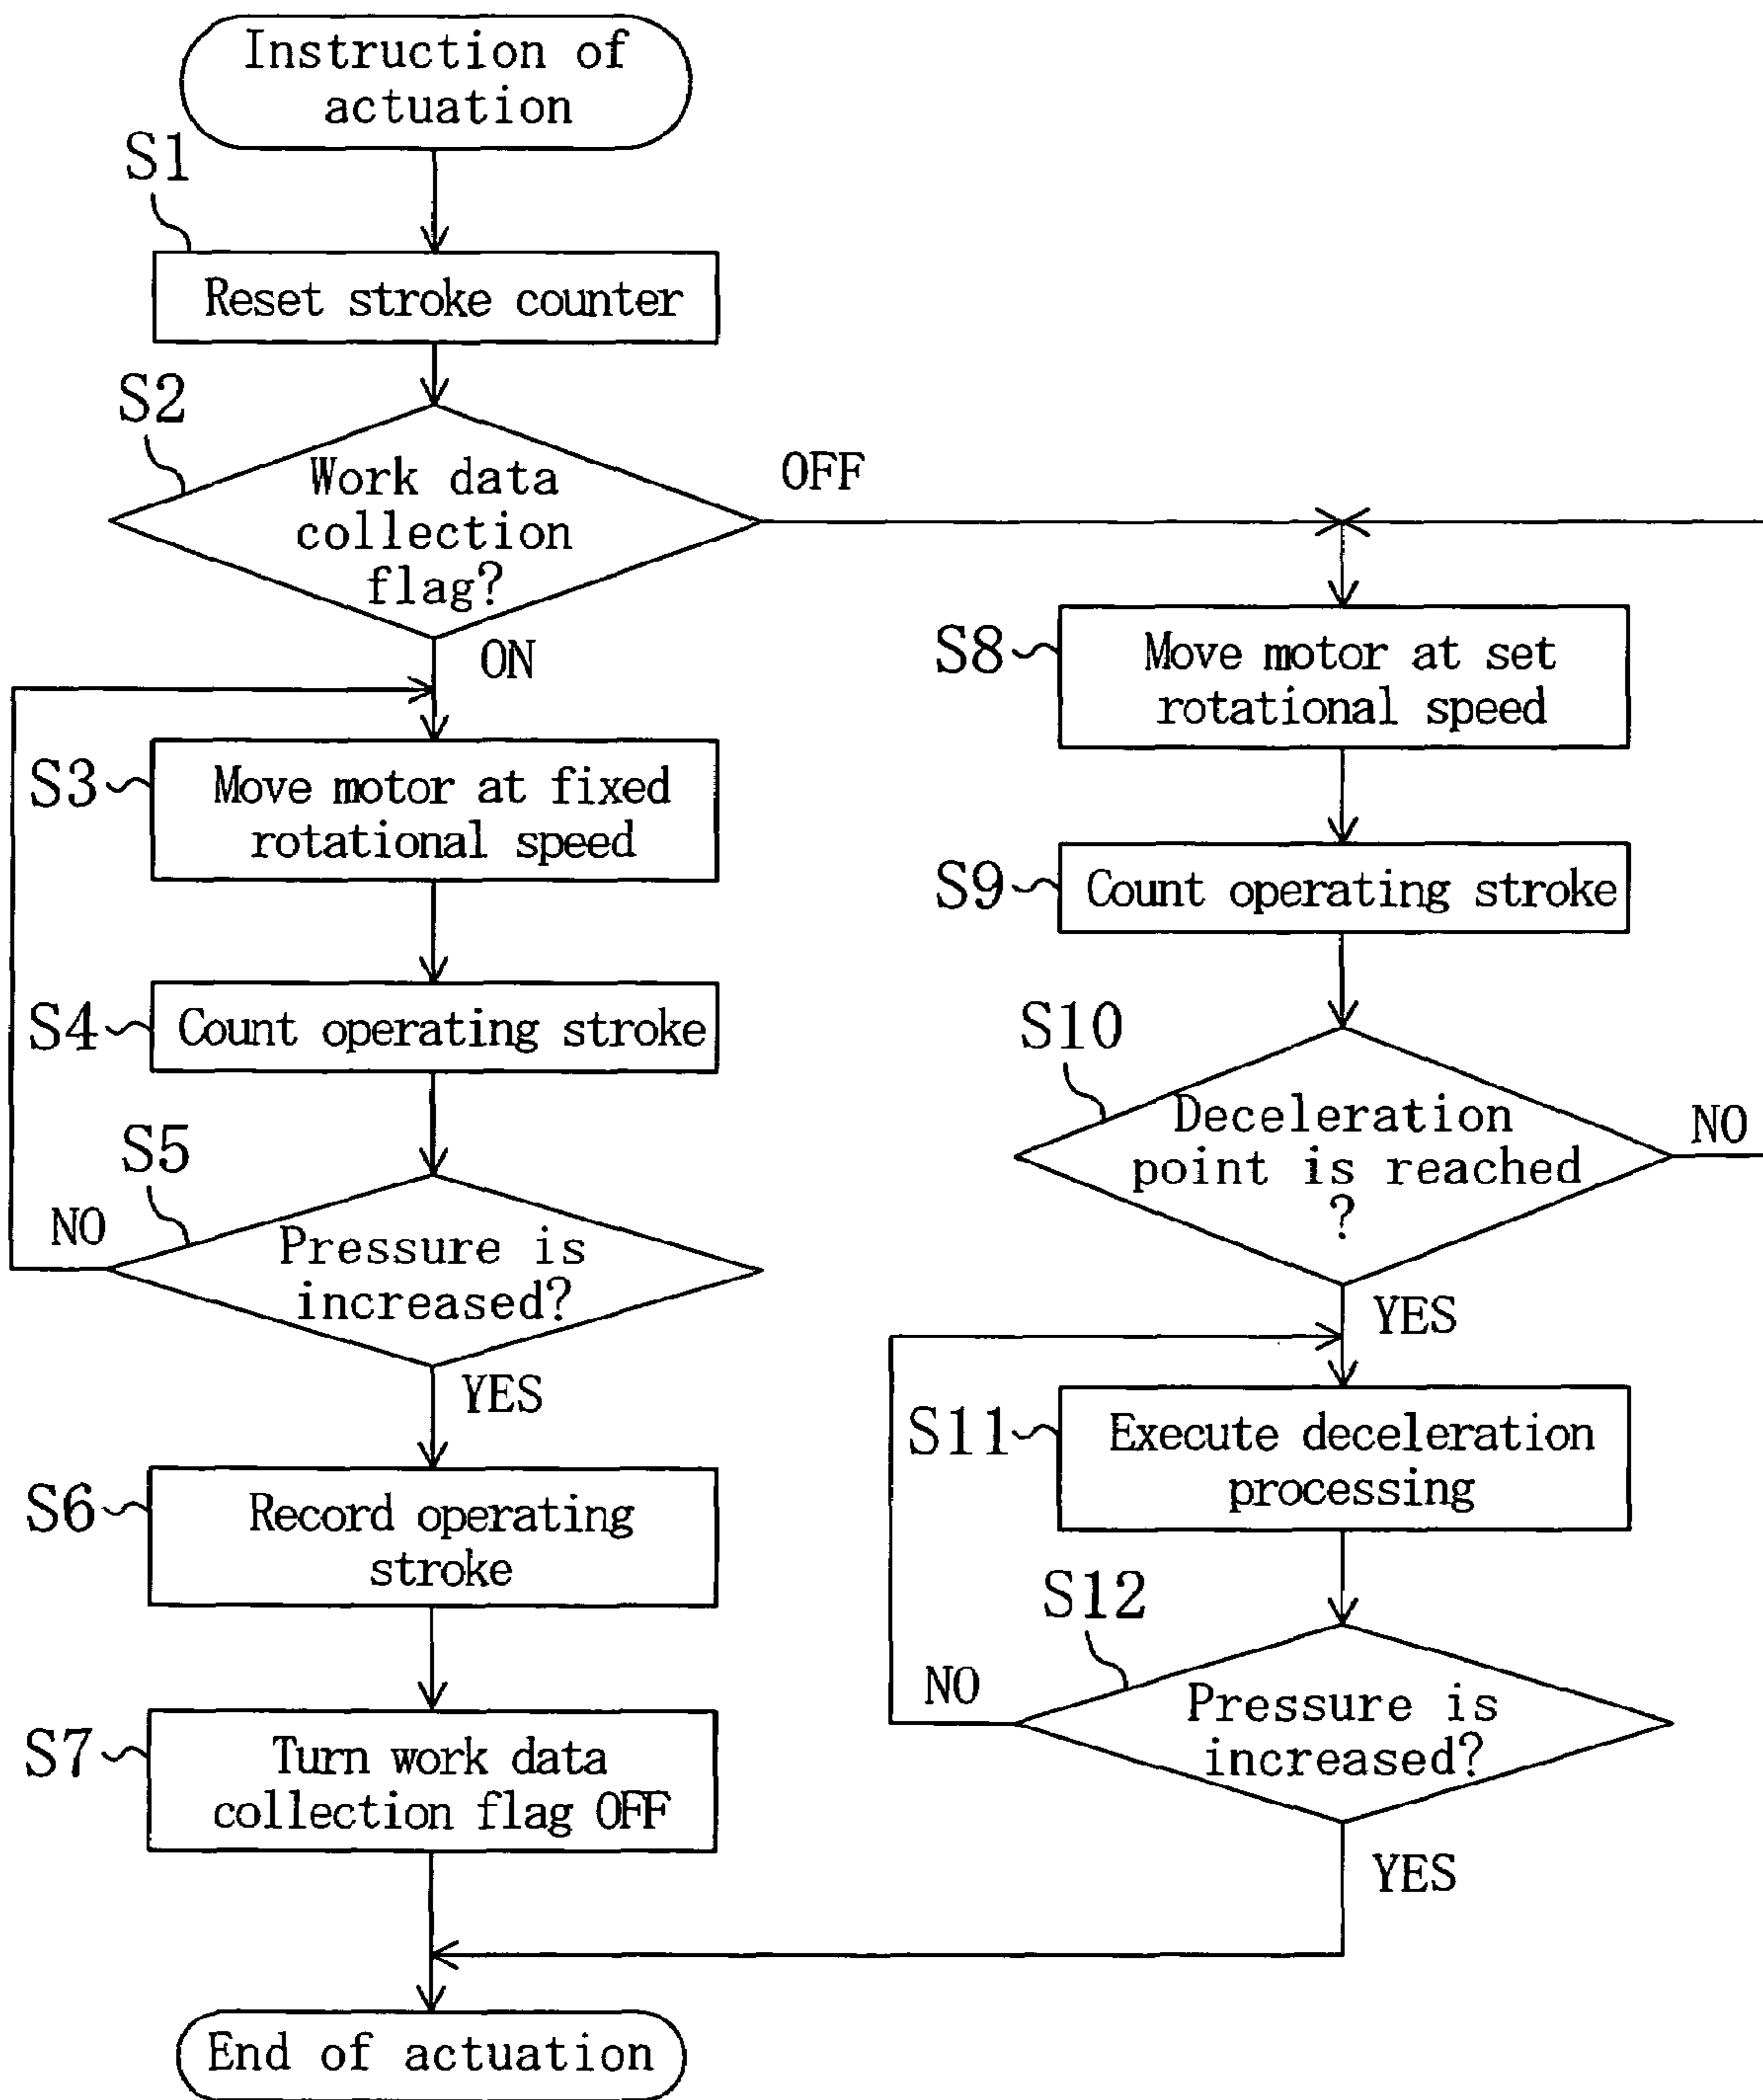 Instruction of
actuation
S1
Reset stroke counter
S2
Work data
collection
flag?
OFF
ON
S3
Move motor at fixed
rotational speed
S4
Count operating stroke
S5
NO
Pressure is
increased?
YES
S6
Record operating
stroke
S7
Turn work data
collection flag OFF
S8
Move motor at set
rotational speed
S9
Count operating stroke
S10
Deceleration
point is reached
?
NO
YES
S11
Execute deceleration
processing
S12
NO
Pressure is
increased?
YES
End of actuation